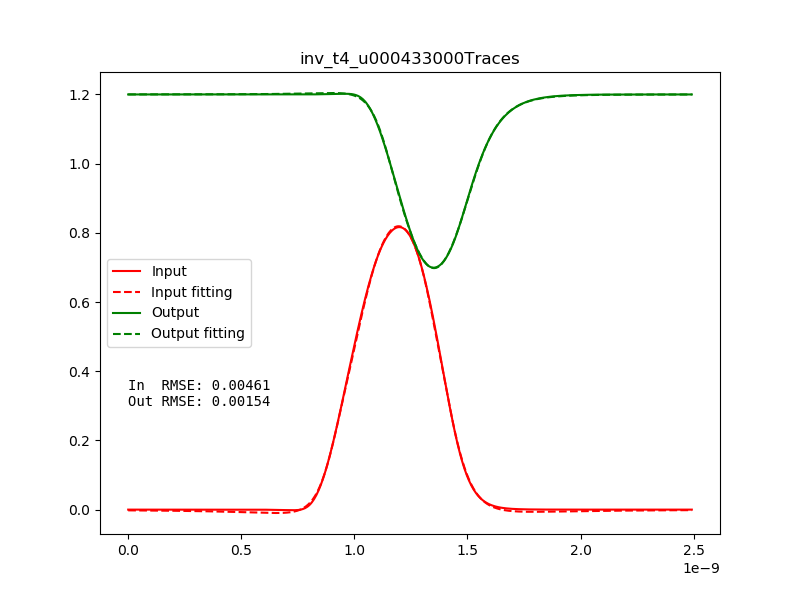 inv_t4_u000433000Traces
1.2
1.0
0.8
0.6
0.4
0.2
0.0
Input
Input fitting
Output
Output fitting
In  RMSE: 0.00461
Out RMSE: 0.00154
0.0
0.5
1.0
1.5
2.0
2.5
1e−9